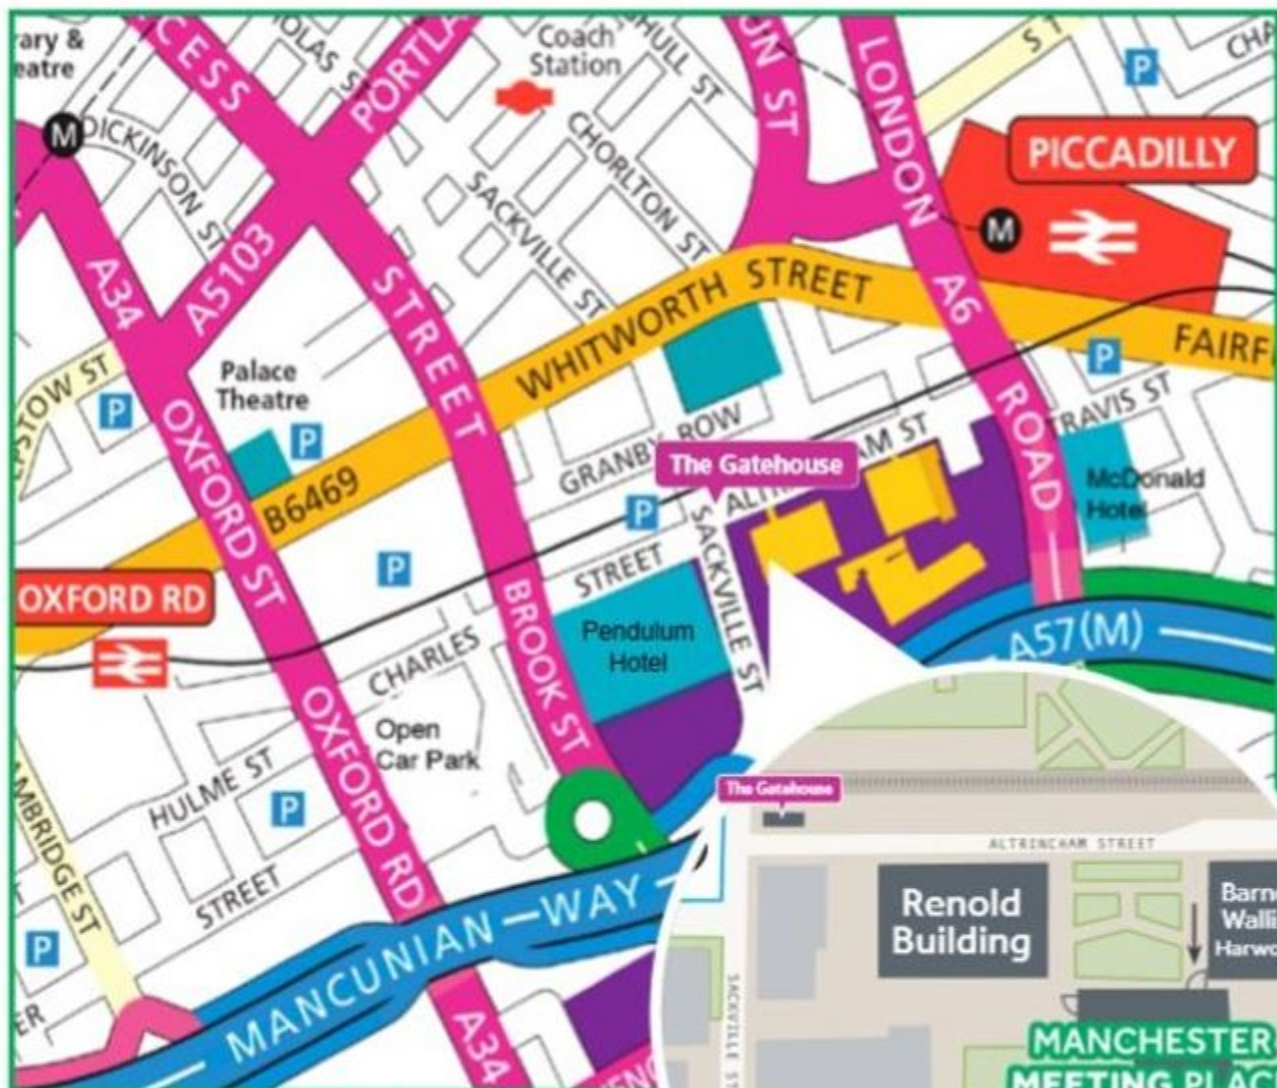 Coach
Station
CHORLTON ST
SACKVILLE ST
DICKINSON ST
M
A34
A5103
LONDON
A6
ROAD
PICCADILLY
M
P
STREET
WHITWORTH STREET
P
TRAVIS ST
Palace
Theatre
P
P
OXFORD ST
B6469
GRANBY ROW
The Gatehouse
McDonald
Hotel
P
SACKVILLE ST
STREET
P
OXFORD RD
BROOK ST
Pendulum
Hotel
A57(M)
CHARLES
OXFORD RD
Open
Car Park
HULME ST
P
STREET
P
MANCUNIAN WAY
A34
The Gatehouse
ALTRINCHAM STREET
Renold
Building
MANCHESTER
MEETING